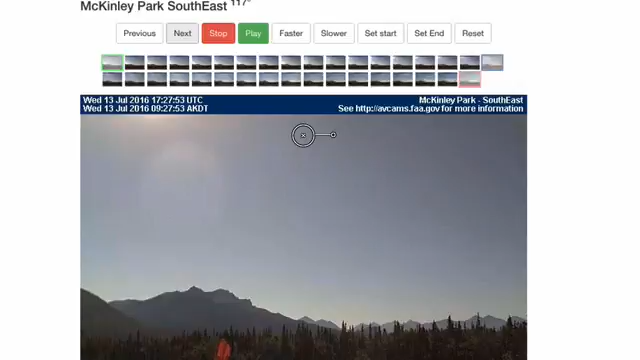 McKinley Park SouthEast 117°
Previous Next Stop Play Faster Slower Set start Set End Reset
Wed 13 Jul 2016 17:27:53 UTC McKinley Park - SouthEast
Wed 13 Jul 2016 09:27:53 AKDT See http://avcams.faa.gov for more information